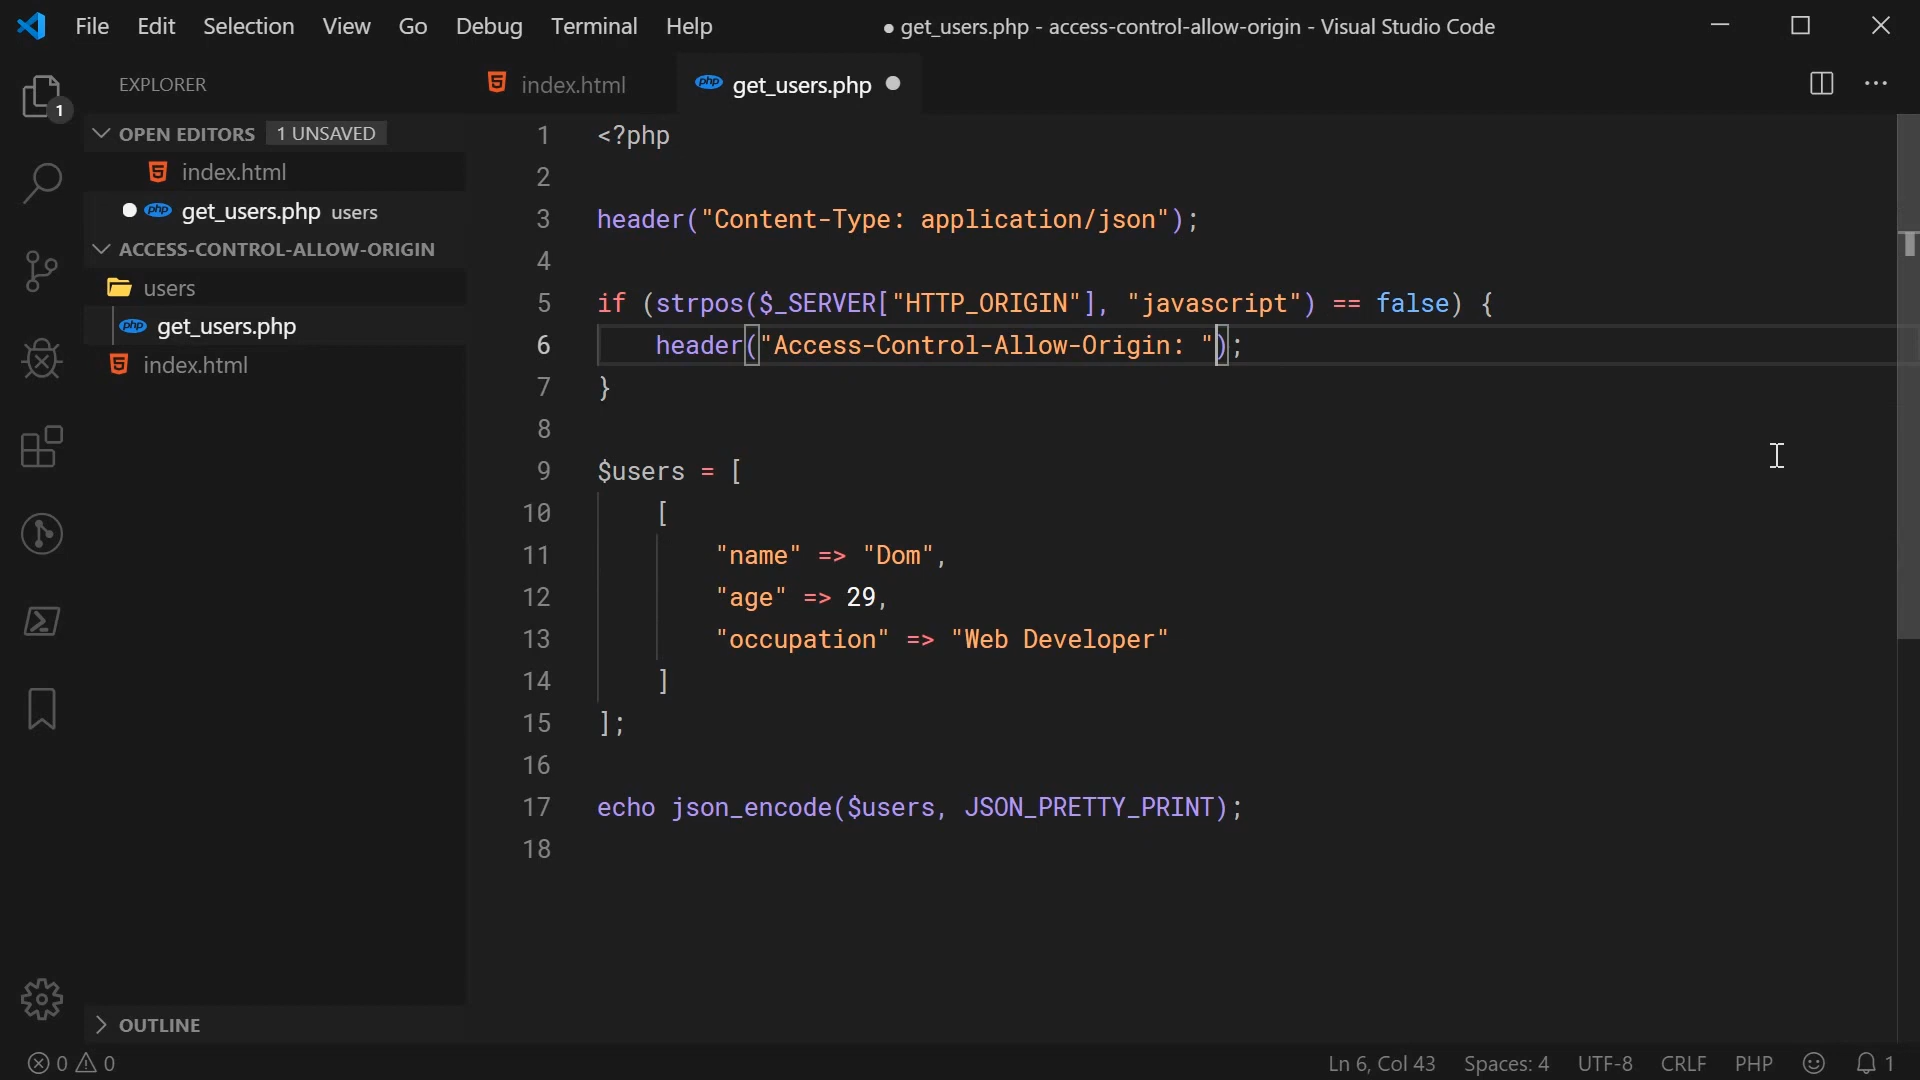 File Edit Selection View Go Debug Terminal Help
● get_users.php - access-control-allow-origin - Visual Studio Code
EXPLORER
1
OPEN EDITORS 1 UNSAVED
index.html
get_users.php users
ACCESS-CONTROL-ALLOW-ORIGIN
users
get_users.php
index.html
OUTLINE
index.html
get_users.php
1 <?php
2
3 header("Content-Type: application/json");
4
5 if (strpos($_SERVER["HTTP_ORIGIN"], "javascript") == false) {
6     header("Access-Control-Allow-Origin: ");
7 }
8
9 $users = [
10     [
11         "name" => "Dom",
12         "age" => 29,
13         "occupation" => "Web Developer"
14     ]
15 ];
16
17 echo json_encode($users, JSON_PRETTY_PRINT);
18
0 0
Ln 6, Col 43 Spaces: 4 UTF-8 CRLF PHP 1